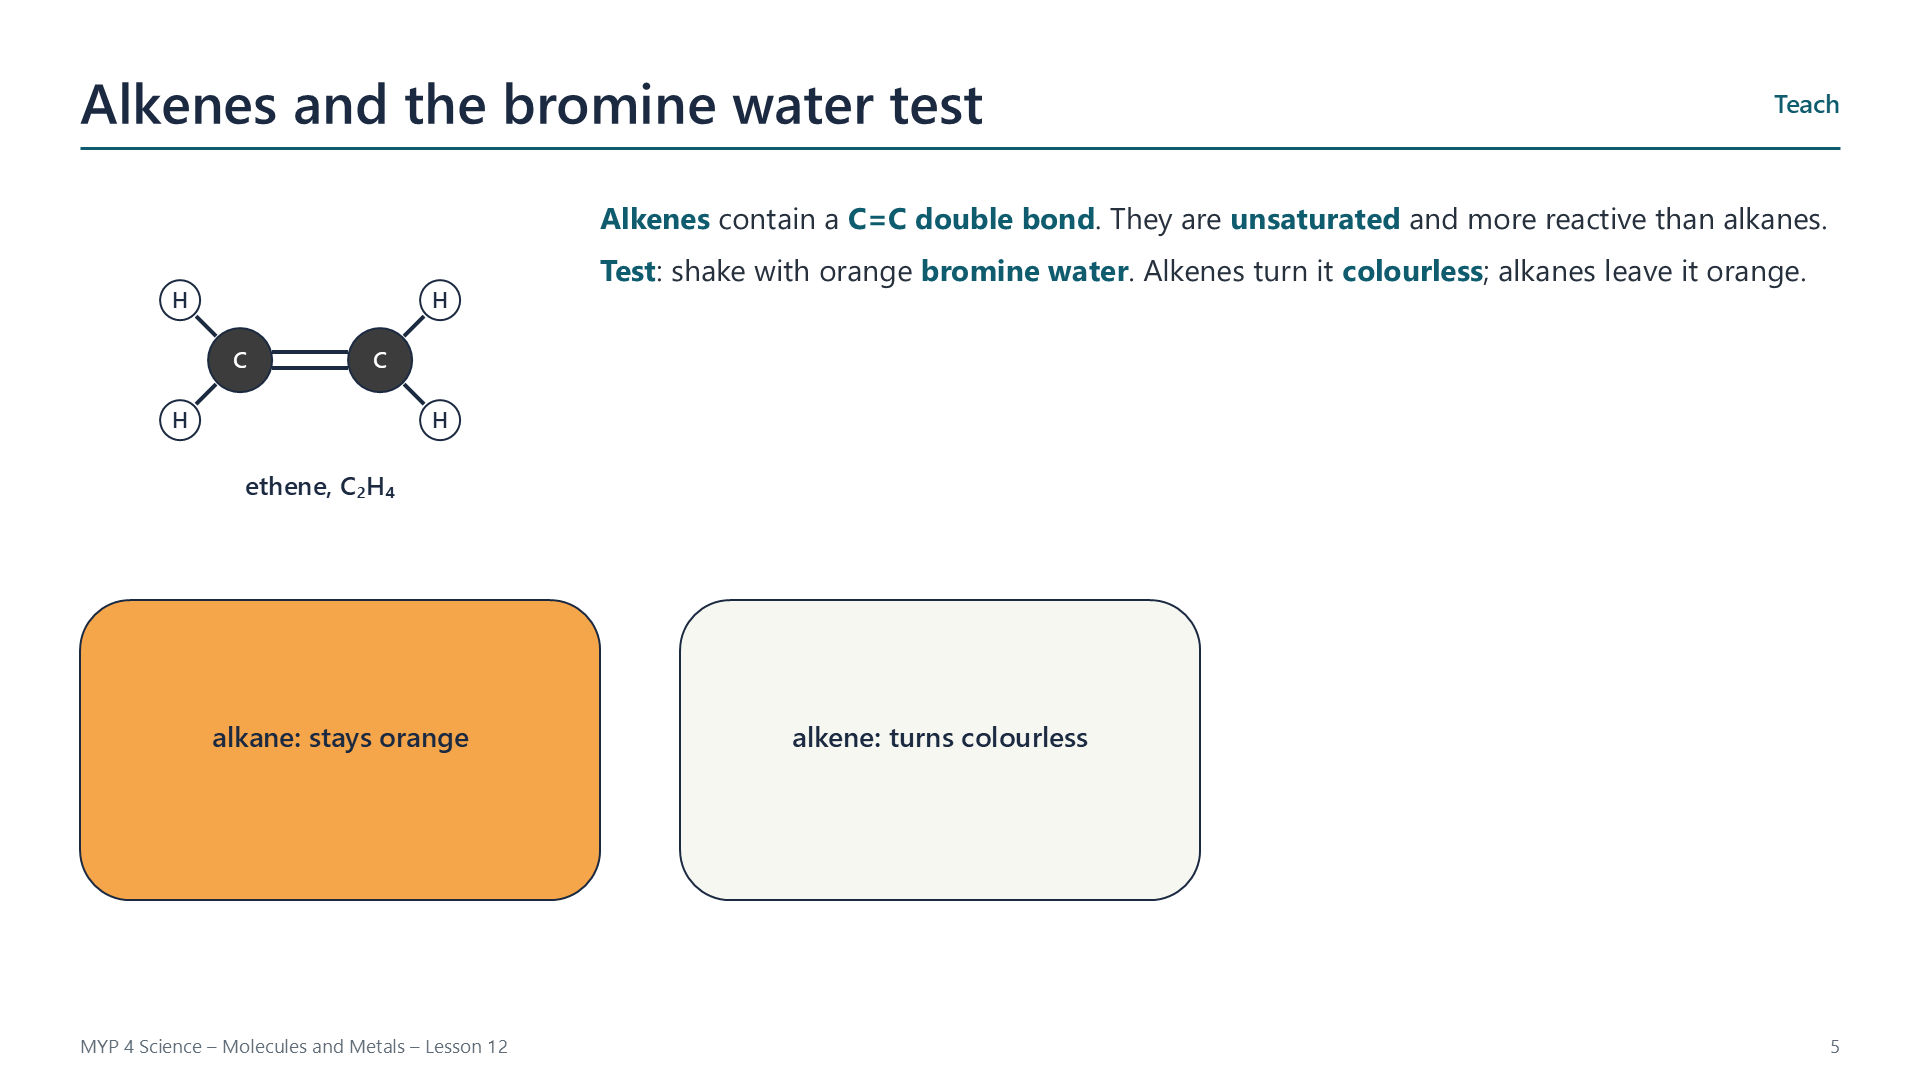 Alkenes and the bromine water test
Teach
Alkenes contain a C=C double bond. They are unsaturated and more reactive than alkanes.
Test: shake with orange bromine water. Alkenes turn it colourless; alkanes leave it orange.
H H
C C
H H
ethene, C₂H₄
alkane: stays orange
alkene: turns colourless
MYP 4 Science – Molecules and Metals – Lesson 12
5